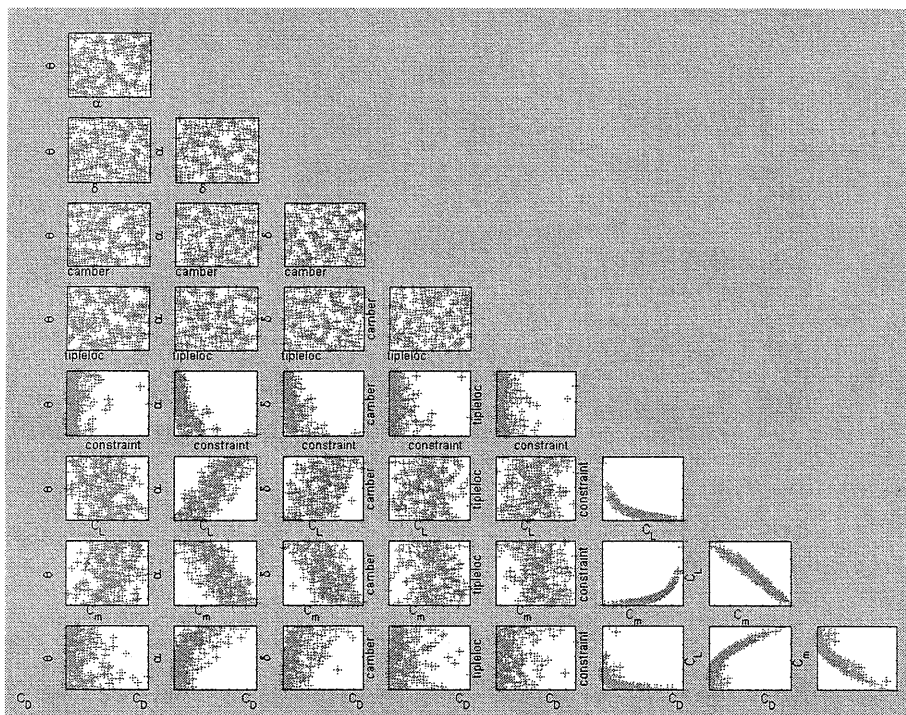 θ
α
θ α
δ δ
θ α δ
camber camber camber
θ α δ camber
tipleloc tipleloc tipleloc tipleloc
θ α δ camber tipleloc
constraint constraint constraint constraint constraint
θ α δ camber tipleloc constraint
C_L C_L C_L C_L C_L C_L
θ α δ camber tipleloc constraint C_L
C_m C_m C_m C_m C_m C_m C_m
θ α δ camber tipleloc constraint C_L C_m
C_D C_D C_D C_D C_D C_D C_D C_D